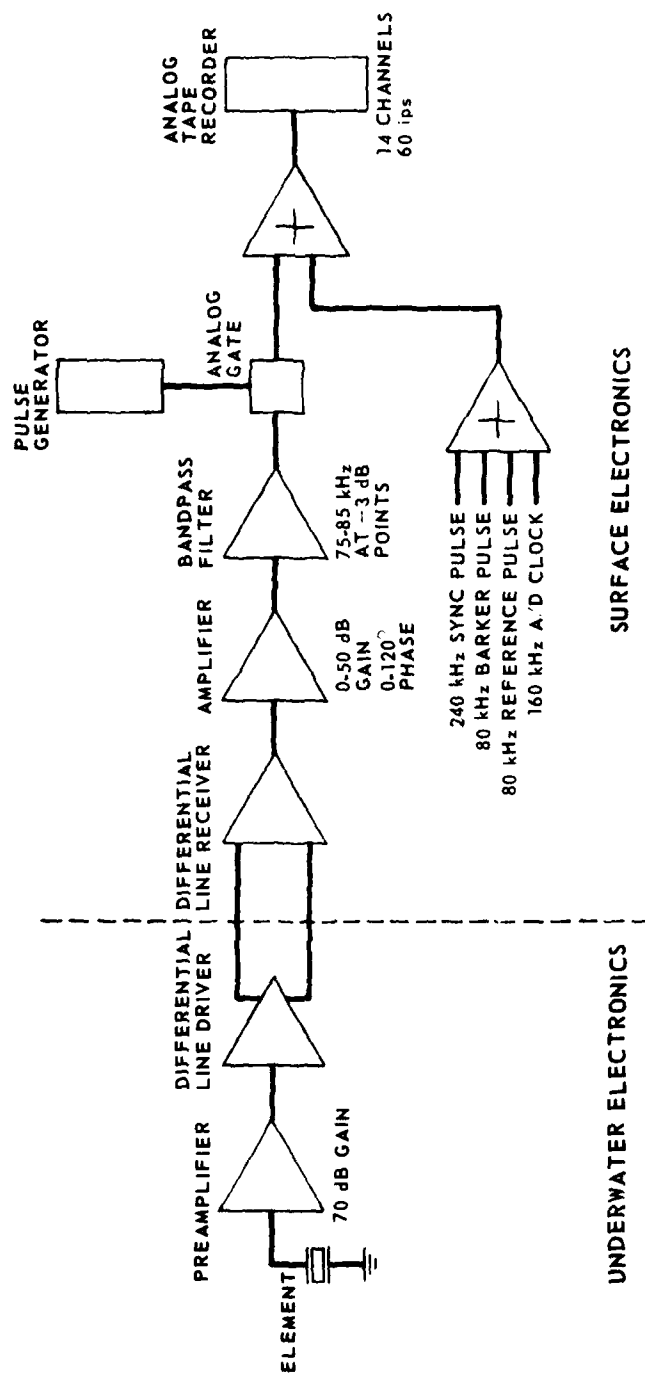 ELEMENT
PREAMPLIFIER
70 dB GAIN
DIFFERENTIAL
LINE DRIVER
DIFFERENTIAL
LINE RECEIVER
AMPLIFIER
0-50 dB
GAIN
0-120°
PHASE
BANDPASS
FILTER
75-85 kHz
AT -3 dB
POINTS
PULSE
GENERATOR
ANALOG
GATE
ANALOG
TAPE
RECORDER
14 CHANNELS
60 ips
240 kHz SYNC PULSE
80 kHz BARKER PULSE
80 kHz REFERENCE PULSE
160 kHz A/D CLOCK
UNDERWATER ELECTRONICS
SURFACE ELECTRONICS